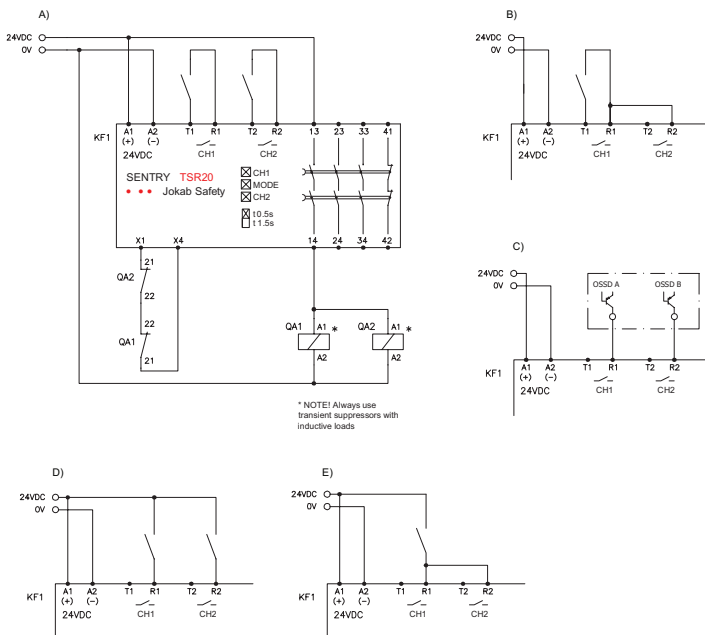 A)
24VDC
0V
A1 A2 T1 R1 T2 R2 13 23 33 41
(+) (–)
KF1
24VDC
CH1
CH2
SENTRY TSR20
Jokab Safety
CH1
MODE
CH2
t 0.5s
t 1.5s
X1 X4 14 24 34 42
21
QA2
22
22
QA1
21
QA1 A1 * QA2 A1 *
A2 A2
* NOTE! Always use
transient suppressors with
inductive loads
B)
24VDC
0V
KF1
A1 A2 T1 R1 T2 R2
(+) (–)
24VDC
CH1
CH2
C)
24VDC
0V
OSSD A OSSD B
KF1
A1 A2 T1 R1 T2 R2
(+) (–)
24VDC
CH1
CH2
D)
24VDC
0V
KF1
A1 A2 T1 R1 T2 R2
(+) (–)
24VDC
CH1
CH2
E)
24VDC
0V
KF1
A1 A2 T1 R1 T2 R2
(+) (–)
24VDC
CH1
CH2